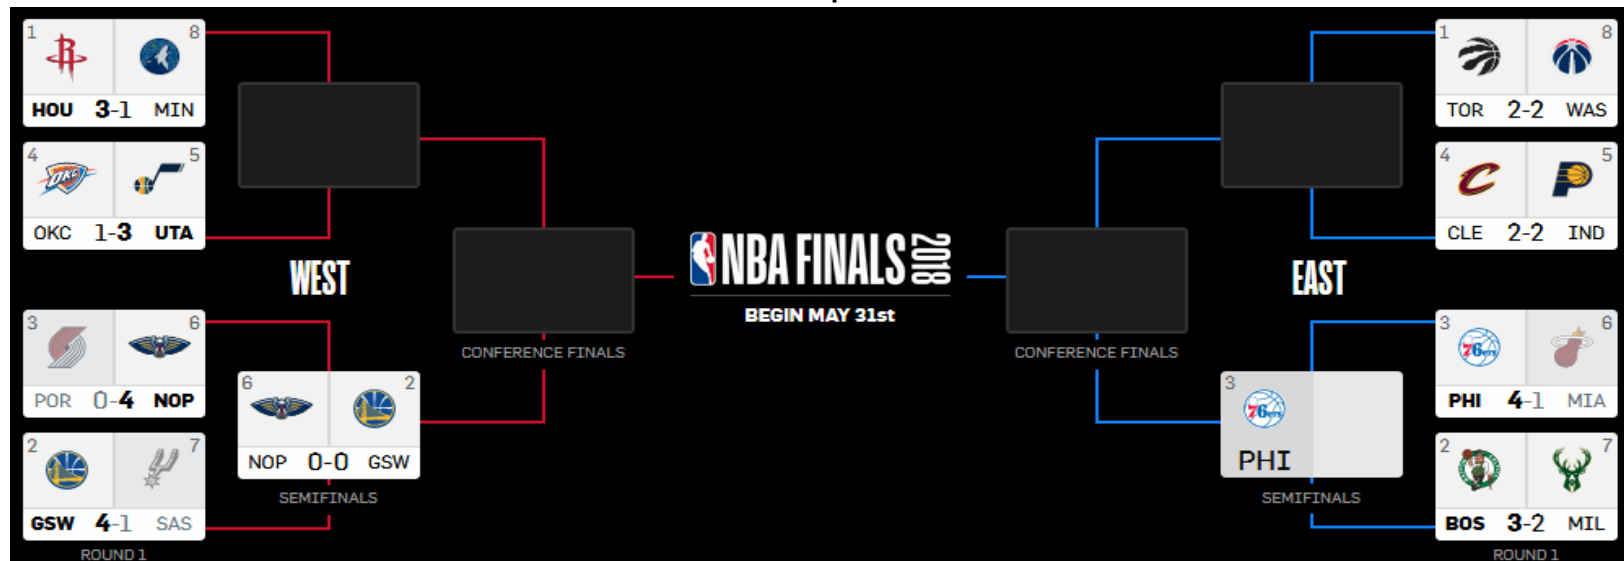 1 8
HOU 3-1 MIN
4 5
OKC 1-3 UTA
WEST
3 6
POR 0-4 NOP
2 7
GSW 4-1 SAS
ROUND 1
6 2
NOP 0-0 GSW
SEMIFINALS
CONFERENCE FINALS
NBA FINALS 2018
BEGIN MAY 31st
CONFERENCE FINALS
EAST
3
76ers
PHI
SEMIFINALS
1 8
TOR 2-2 WAS
4 5
OKC
CLE 2-2 IND
3 6
76ers
PHI 4-1 MIA
2 7
BOS 3-2 MIL
ROUND 1